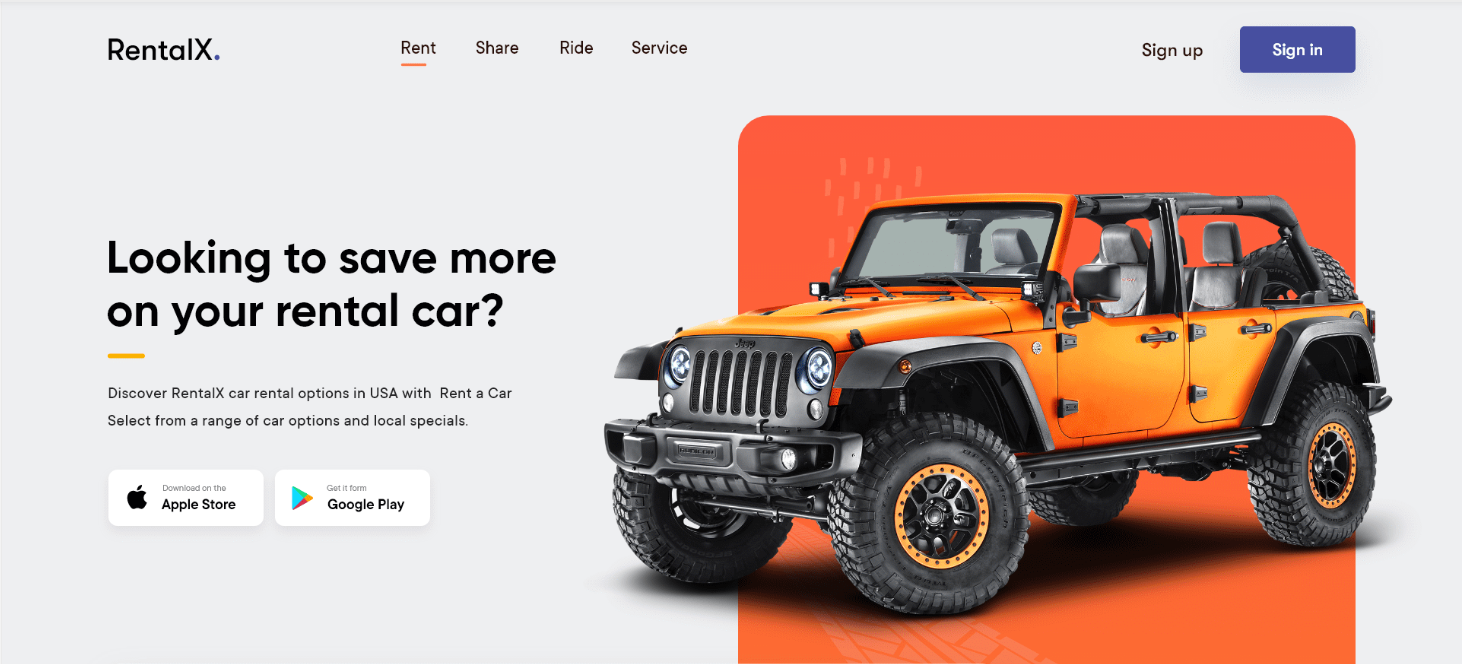 RentalX.
Rent Share Ride Service
Sign up
Sign in
Looking to save more
on your rental car?
Discover RentalX car rental options in USA with Rent a Car
Select from a range of car options and local specials.
Download on the
Apple Store
Get it form
Google Play
Jeep